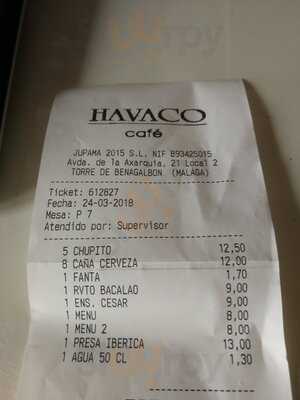 HAVACO
café
JUPAMA 2015 S.L. NIF B93425015
Avda. de la Axarquia, 21 Local 2
TORRE DE BENAGALBON (MALAGA)
Ticket: 612827
Fecha: 24-03-2018
Mesa: P 7
Atendido por: Supervisor
5 CHUPITO 12,50
8 CAÑA CERVEZA 12,00
1 FANTA 1,70
1 RVTO BACALAO 9,00
1 ENS. CESAR 9,00
1 MENU 8,00
1 MENU 2 8,00
1 PRESA IBERICA 13,00
1 AGUA 50 CL 1,30